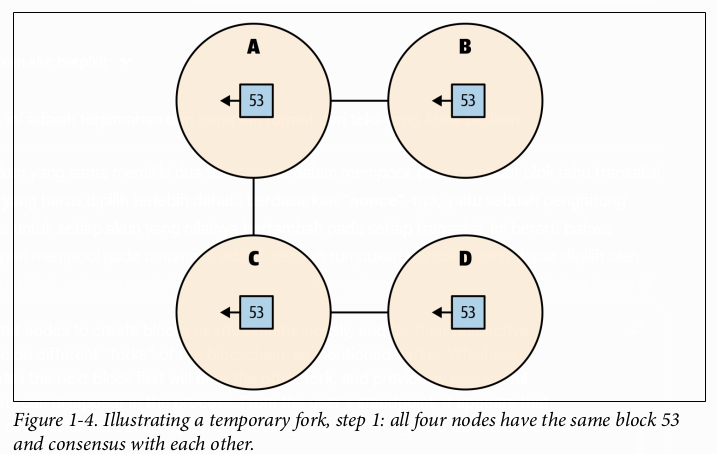 A
B
53
53
C
D
53
53
Figure 1-4. Illustrating a temporary fork, step 1: all four nodes have the same block 53
and consensus with each other.